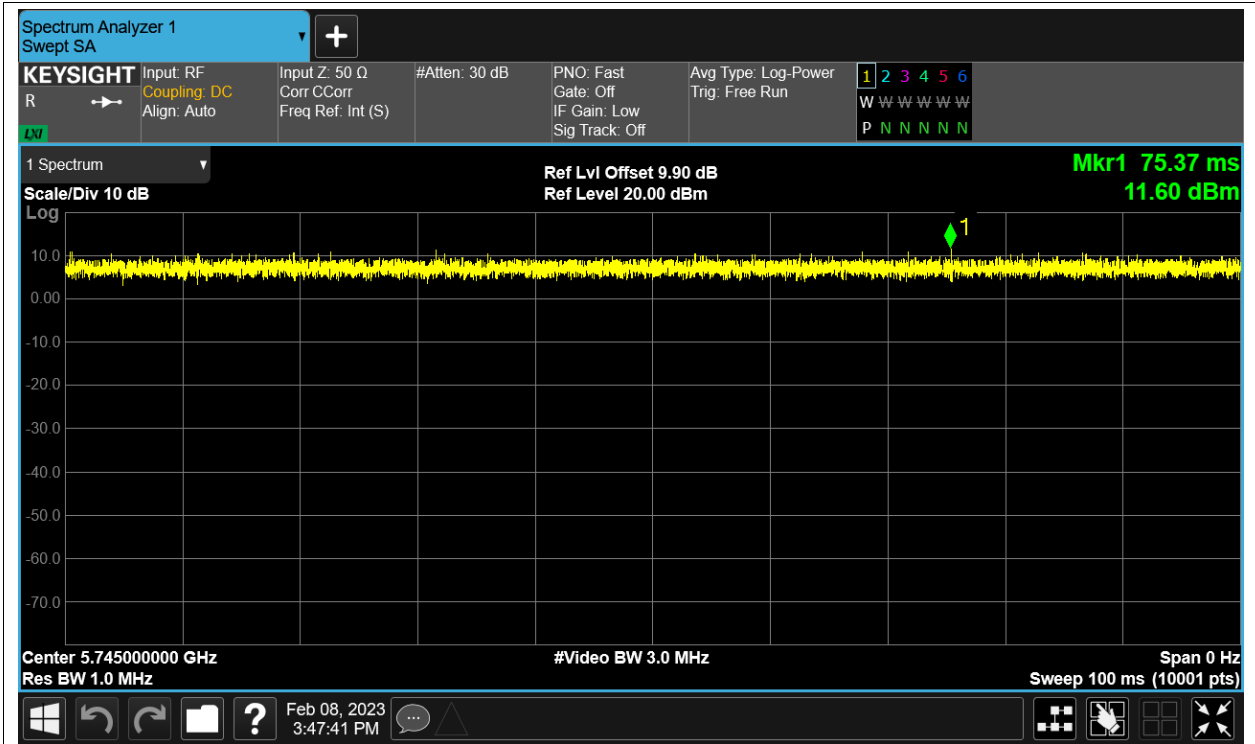 Spectrum Analyzer 1
Swept SA
KEYSIGHT
R
LXI
Input: RF
Coupling: DC
Align: Auto
Input Z: 50 Ω
Corr CCorr
Freq Ref: Int (S)
#Atten: 30 dB
PNO: Fast
Gate: Off
IF Gain: Low
Sig Track: Off
Avg Type: Log-Power
Trig: Free Run
1 2 3 4 5 6
W W W W W W
P N N N N N
1 Spectrum
Scale/Div 10 dB
Log
Ref Lvl Offset 9.90 dB
Ref Level 20.00 dBm
Mkr1 75.37 ms
11.60 dBm
1
10.0
0.00
-10.0
-20.0
-30.0
-40.0
-50.0
-60.0
-70.0
Center 5.745000000 GHz
#Video BW 3.0 MHz
Span 0 Hz
Res BW 1.0 MHz
Sweep 100 ms (10001 pts)
?
Feb 08, 2023
3:47:41 PM